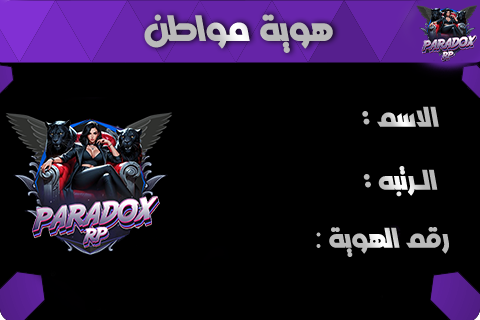 هوية مواطن
PARADOX
RP
الاسم :
الرتبه :
رقم الهوية :
PARADOX
RP